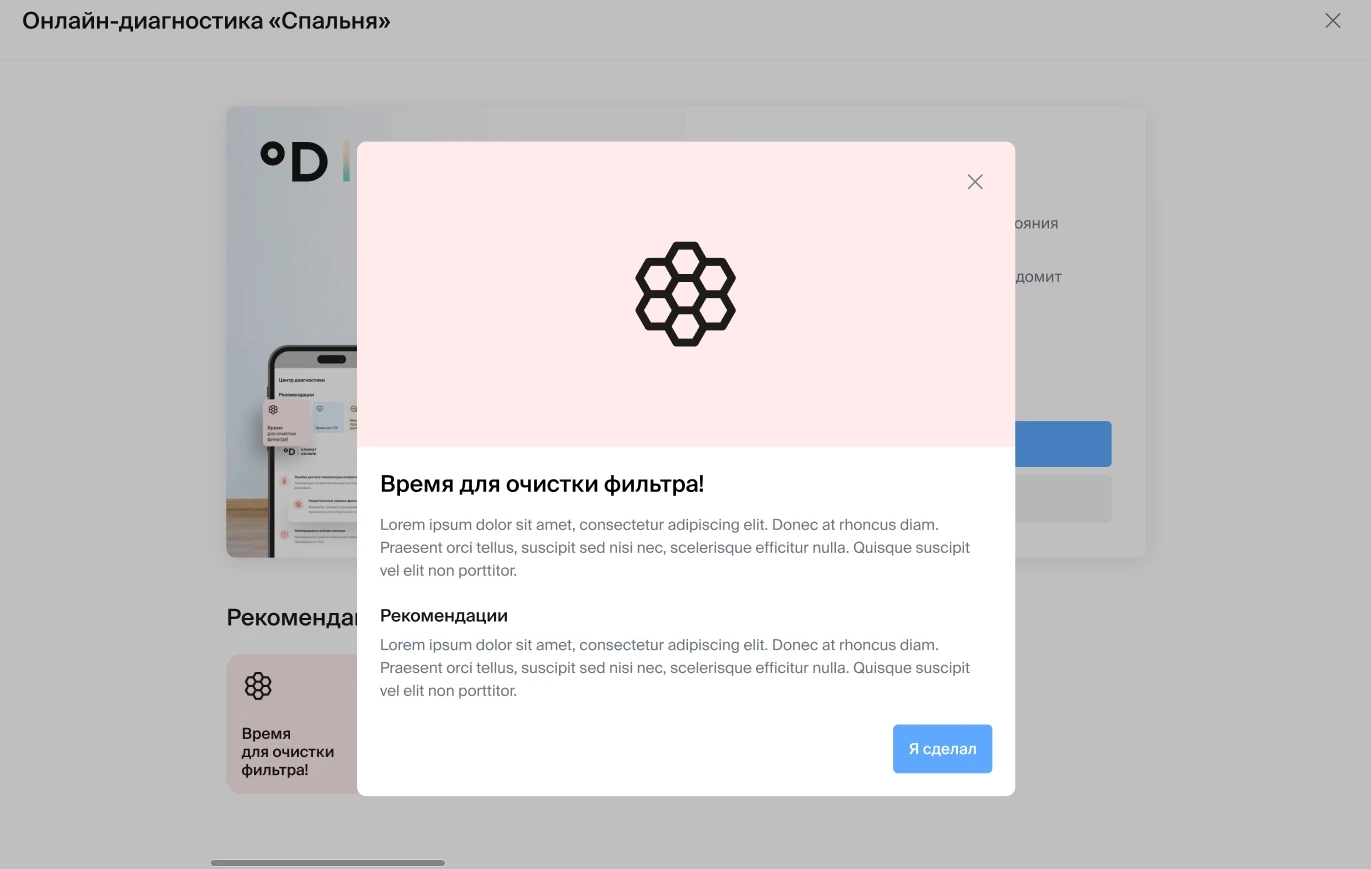 Онлайн-диагностика «Спальня»
°D
ояния
домит
Центр диагностики
Рекомендации
Время
для очистки
фильтра!
°D
Время для очистки фильтра!
Lorem ipsum dolor sit amet, consectetur adipiscing elit. Donec at rhoncus diam.
Praesent orci tellus, suscipit sed nisi nec, scelerisque efficitur nulla. Quisque suscipit
vel elit non porttitor.
Рекомендации
Lorem ipsum dolor sit amet, consectetur adipiscing elit. Donec at rhoncus diam.
Praesent orci tellus, suscipit sed nisi nec, scelerisque efficitur nulla. Quisque suscipit
vel elit non porttitor.
Я сделал
Рекомендац
Время
для очистки
фильтра!